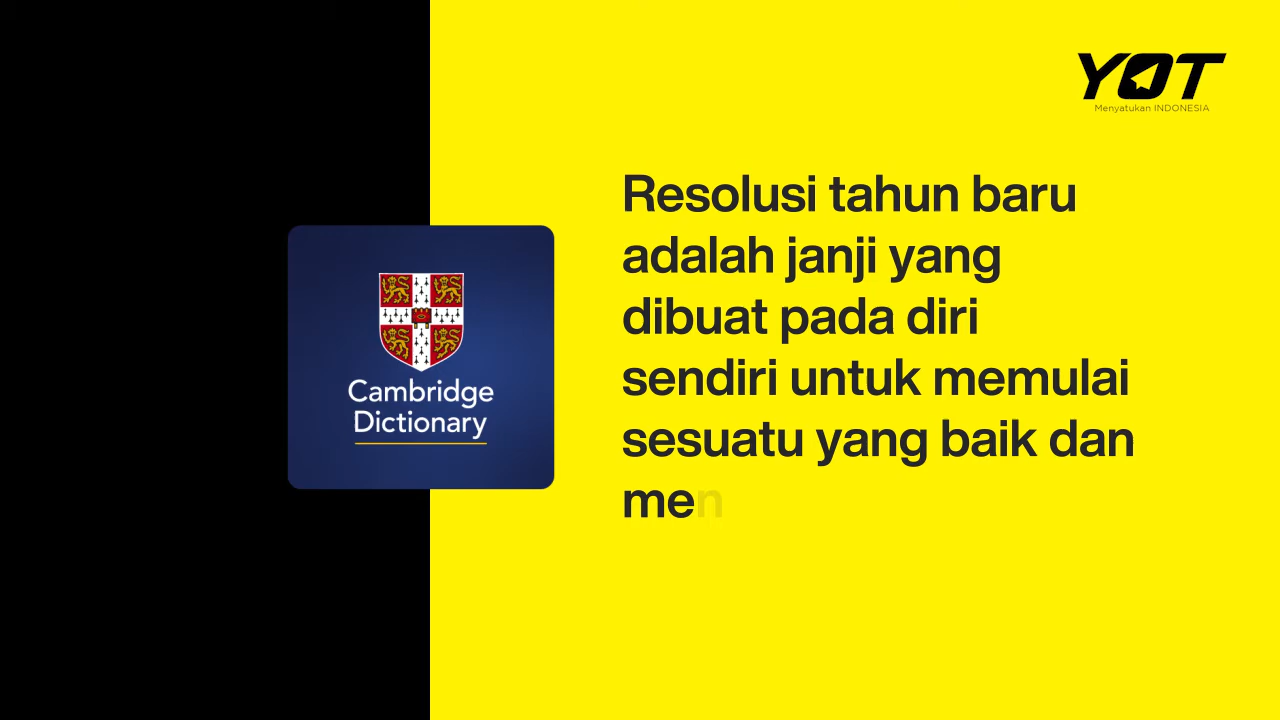 YOT
Menyatukan INDONESIA
Resolusi tahun baru
adalah janji yang
dibuat pada diri
sendiri untuk memulai
sesuatu yang baik dan
men
Cambridge
Dictionary